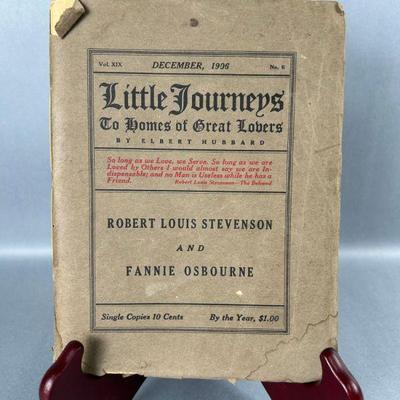 Vol. XIX DECEMBER, 1906 No. 6
Little Journeys
To Homes of Great Lovers
BY ELBERT HUBBARD
So long as we Love, we Serve. So long as we are
Loved by Others I would almost say we are In-
dispensable; and no Man is Useless while he has a
Friend. Robert Louis Stevenson—The Beloved
ROBERT LOUIS STEVENSON
AND
FANNIE OSBOURNE
Single Copies 10 Cents By the Year, $1.00